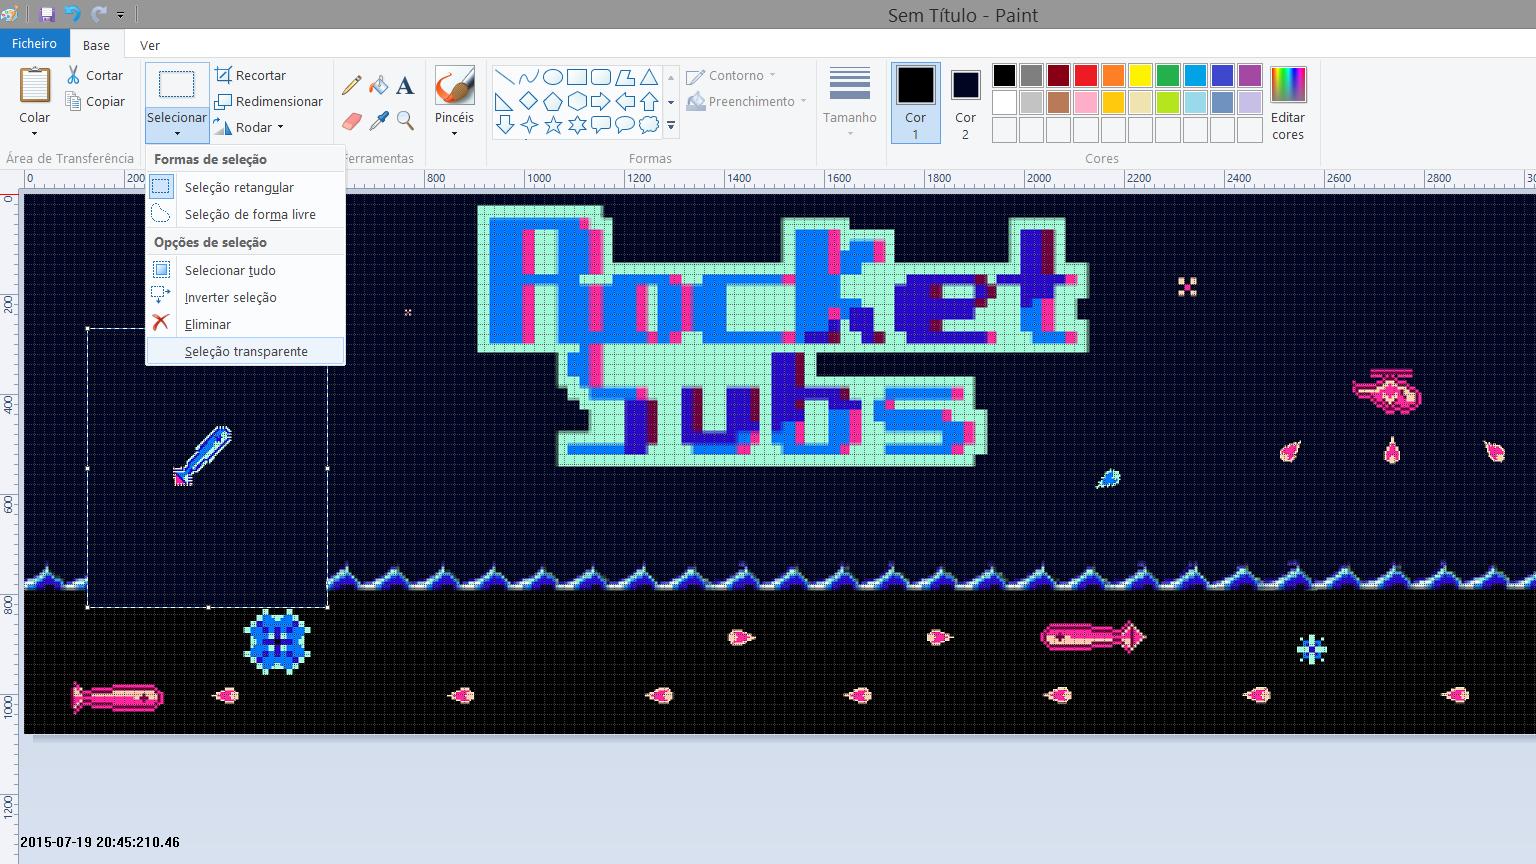 Sem Título - Paint
Ficheiro Base Ver
Colar
Cortar
Copiar
Área de Transferência
Selecionar
Recortar
Redimensionar
Rodar
Ferramentas
Pincéis
Contorno
Preenchimento
Formas
Tamanho
Cor 1
Cor 2
Editar cores
Cores
Formas de seleção
Seleção retangular
Seleção de forma livre
Opções de seleção
Selecionar tudo
Inverter seleção
Eliminar
Seleção transparente
0 200 800 1000 1200 1400 1600 1800 2000 2200 2400 2600 2800
0
200
400
600
800
1000
1200
Rocket
Subs
2015-07-19 20:45:210.46